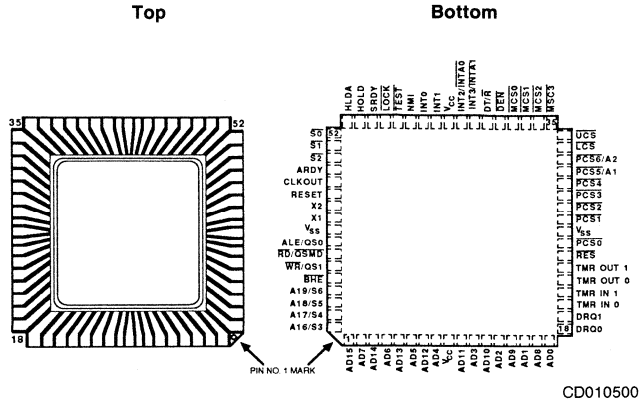 Top
Bottom
HLDA
HOLD
SRDY
LOCK
TEST
NMI
INT0
INT1
VCC
INT2/INTA0
INT3/INTA1
DT/R
DEN
MCS0
MCS1
MCS2
MSC3
35
52
52
35
S0
S1
S2
ARDY
CLKOUT
RESET
X2
X1
VSS
ALE/QS0
RD/QSMD
WR/QS1
BHE
A19/S6
A18/S5
A17/S4
A16/S3
UCS
LCS
PCS6/A2
PCS5/A1
PCS4
PCS3
PCS2
PCS1
VSS
PCS0
RES
TMR OUT 1
TMR OUT 0
TMR IN 1
TMR IN 0
DRQ1
DRQ0
18
1
18
PIN NO. 1 MARK
AD15
AD7
AD14
AD6
AD13
AD5
AD12
AD4
VCC
AD11
AD3
AD10
AD2
AD9
AD1
AD8
AD0
CD010500